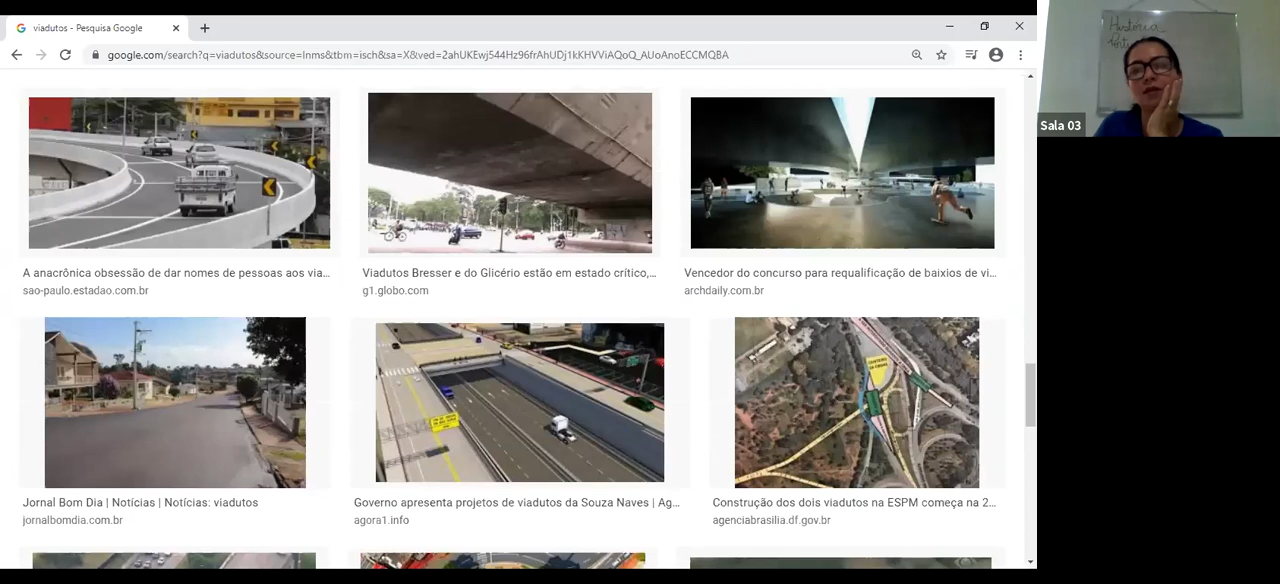 viadutos - Pesquisa Google
google.com/search?q=viadutos&source=lnms&tbm=isch&sa=X&ved=2ahUKEwj544Hz96frAhUDj1kKHVViAQoQ_AUoAnoECCMQBA
História
Sala 03
A anacrônica obsessão de dar nomes de pessoas aos via...
sao-paulo.estadao.com.br
Viadutos Bresser e do Glicério estão em estado crítico,...
g1.globo.com
Vencedor do concurso para requalificação de baixios de vi...
archdaily.com.br
Jornal Bom Dia | Notícias | Notícias: viadutos
jornalbomdia.com.br
Governo apresenta projetos de viadutos da Souza Naves | Ag...
agora1.info
Construção dos dois viadutos na ESPM começa na 2...
agenciabrasilia.df.gov.br